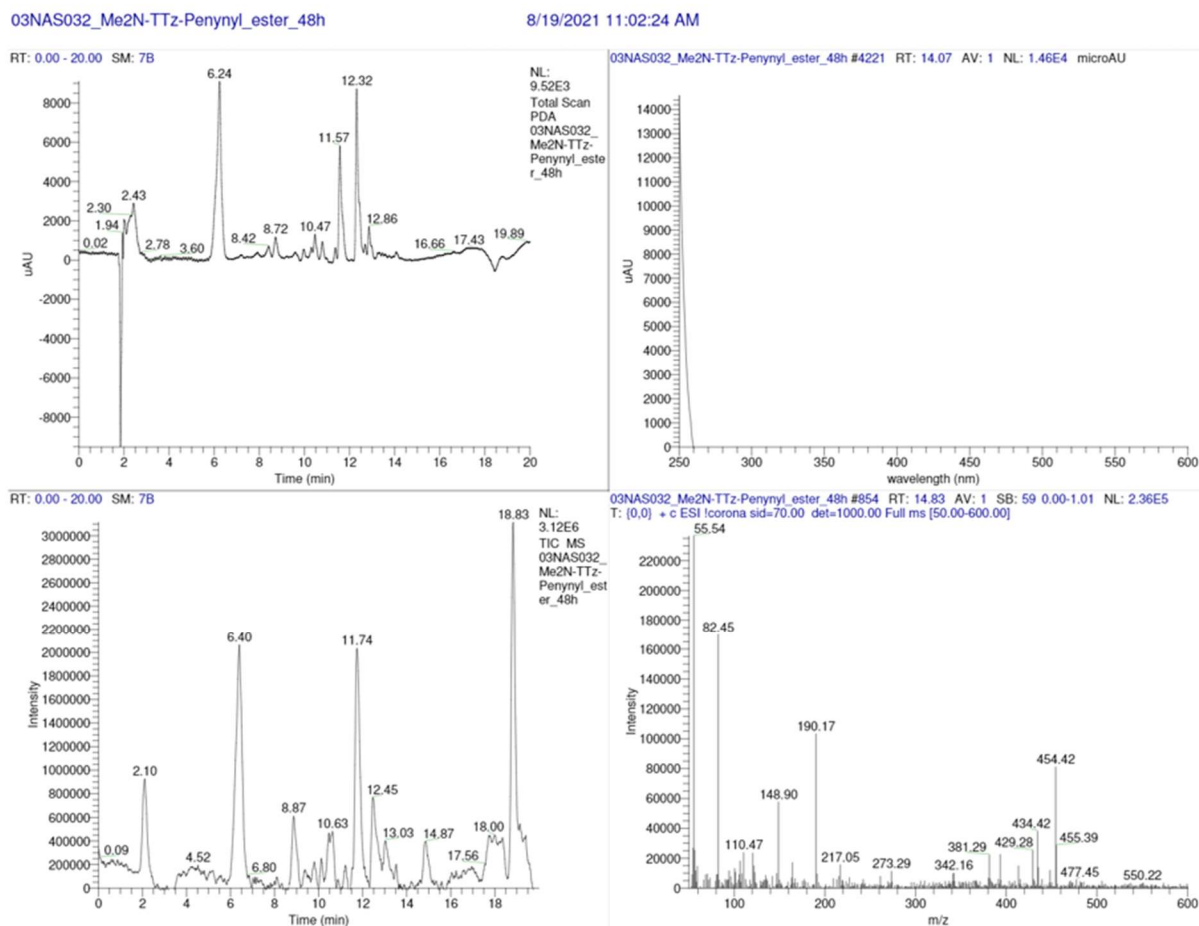 03NAS032_Me2N-TTz-Penynyl_ester_48h
8/19/2021 11:02:24 AM
RT: 0.00 - 20.00 SM: 7B
NL:
9.52E3
Total Scan
PDA
03NAS032_
Me2N-TTz-
Penynyl_este
r_48h
6.24
12.32
11.57
2.43
2.30
1.94
0.02
2.78
3.60
8.42
8.72
10.47
12.86
16.66
17.43
19.89
8000
6000
4000
2000
0
-2000
-4000
-6000
-8000
uAU
0 2 4 6 8 10 12 14 16 18 20
Time (min)
03NAS032_Me2N-TTz-Penynyl_ester_48h #4221 RT: 14.07 AV: 1 NL: 1.46E4 microAU
14000
13000
12000
11000
10000
9000
8000
7000
6000
5000
4000
3000
2000
1000
0
uAU
250 300 350 400 450 500 550 600
wavelength (nm)
RT: 0.00 - 20.00 SM: 7B
NL:
3.12E6
TIC MS
03NAS032_
Me2N-TTz-
Penynyl_est
er_48h
18.83
6.40
11.74
2.10
12.45
8.87
10.63
13.03
14.87
18.00
17.56
0.09
4.52
6.80
3000000
2800000
2600000
2400000
2200000
2000000
1800000
1600000
1400000
1200000
1000000
800000
600000
400000
200000
0
Intensity
0 2 4 6 8 10 12 14 16 18
Time (min)
03NAS032_Me2N-TTz-Penynyl_ester_48h #854 RT: 14.83 AV: 1 SB: 59 0.00-1.01 NL: 2.36E5
T: {0,0} + c ESI !corona sid=70.00 det=1000.00 Full ms [50.00-600.00]
55.54
82.45
190.17
454.42
148.90
434.42
455.39
381.29
429.28
110.47
217.05
273.29
342.16
477.45
550.22
220000
200000
180000
160000
140000
120000
100000
80000
60000
40000
20000
0
Intensity
100 200 300 400 500 600
m/z